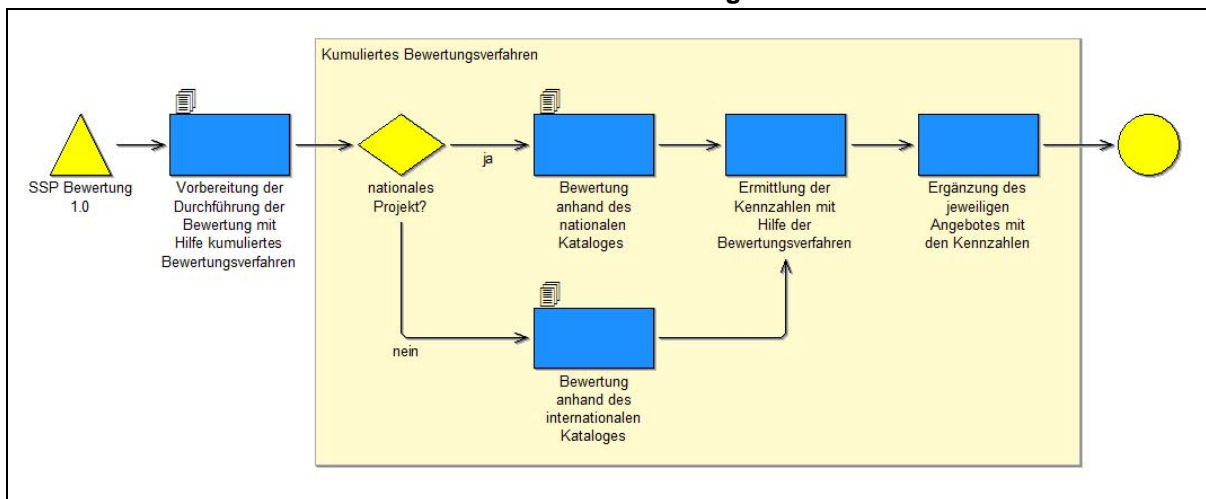 Kumuliertes Bewertungsverfahren
SSP Bewertung
1.0
Vorbereitung der
Durchführung der
Bewertung mit
Hilfe kumuliertes
Bewertungsverfahren
nationales
Projekt?
ja
nein
Bewertung
anhand des
nationalen
Kataloges
Ermittlung der
Kennzahlen mit
Hilfe der
Bewertungsverfahren
Ergänzung des
jeweiligen
Angebotes mit
den Kennzahlen
Bewertung
anhand des
internationalen
Kataloges